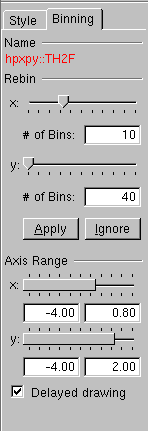 Style Binning
Name
hpxpy::TH2F
Rebin
x:
# of Bins: 10
y:
# of Bins: 40
Apply Ignore
Axis Range
x:
-4.00 0.80
y:
-4.00 2.00
Delayed drawing